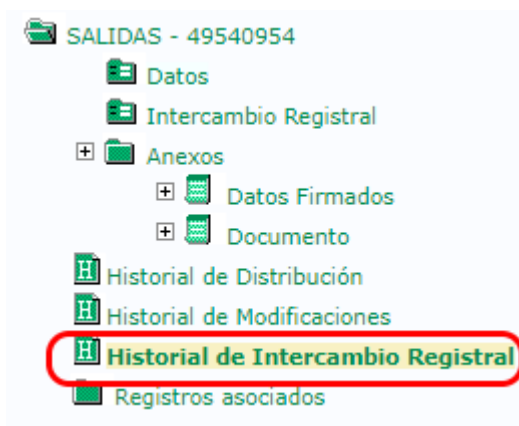 SALIDAS - 49540954
Datos
Intercambio Registral
Anexos
Datos Firmados
Documento
Historial de Distribución
Historial de Modificaciones
Historial de Intercambio Registral
Registros asociados